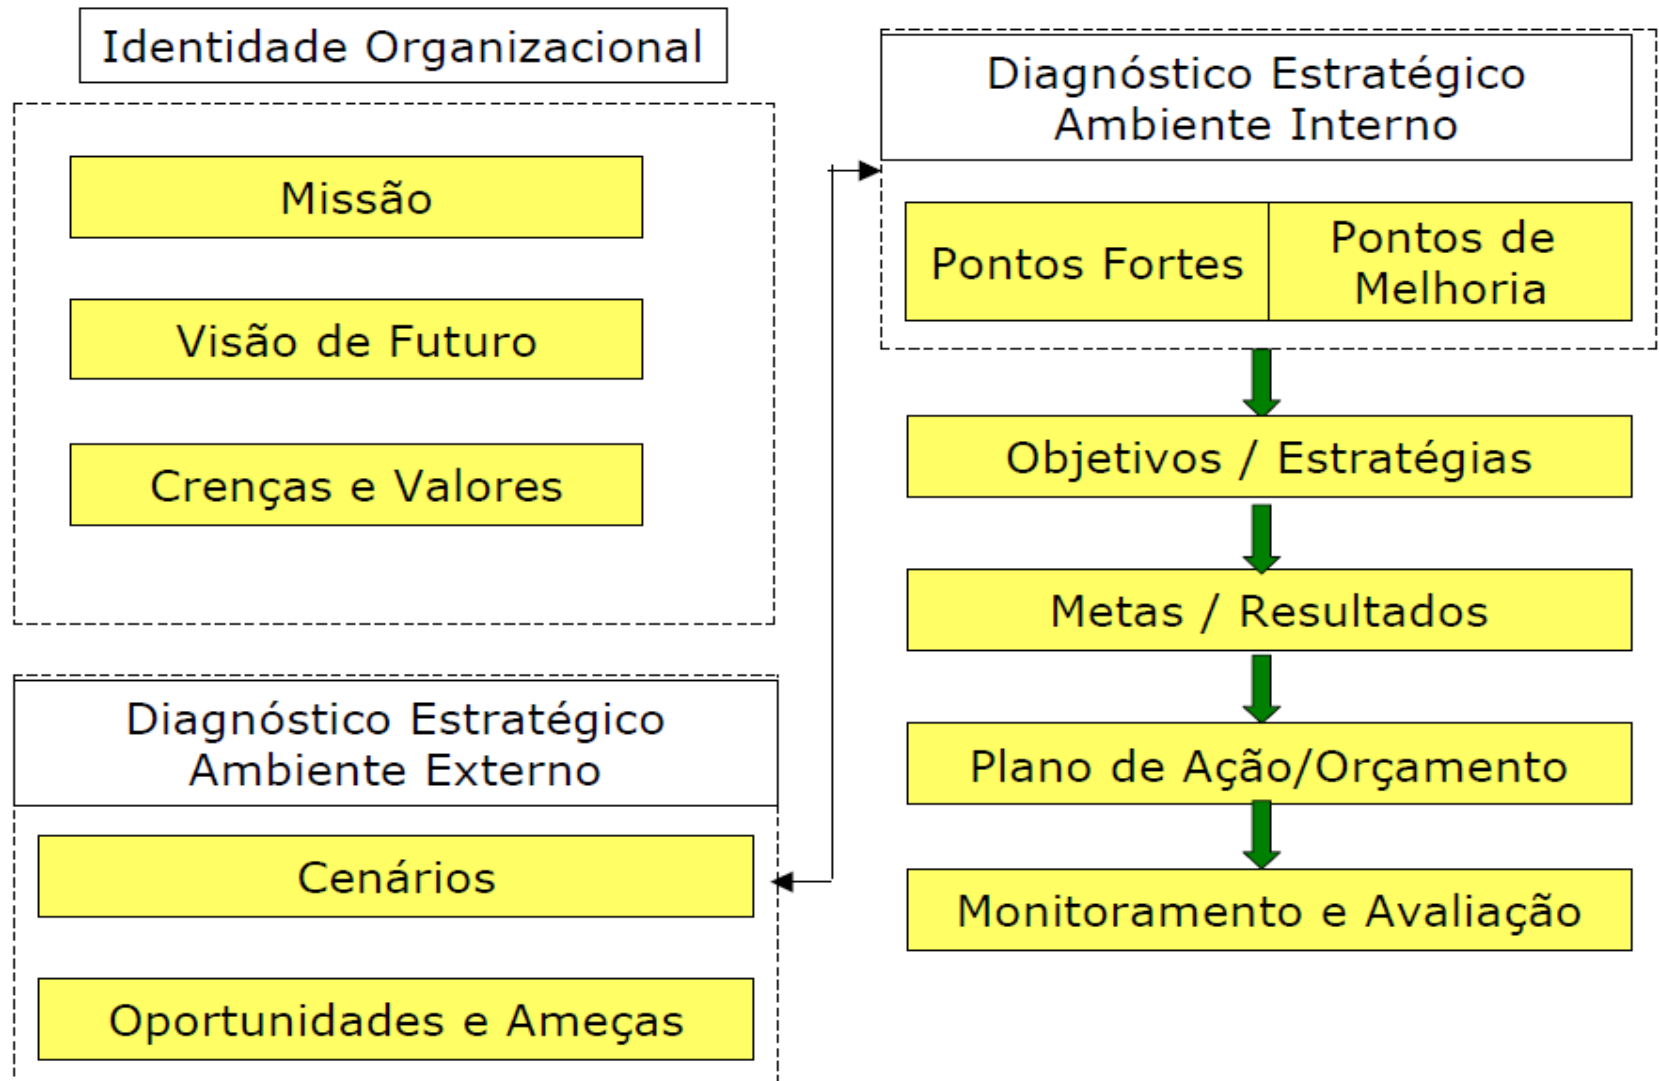 Identidade Organizacional
Missão
Visão de Futuro
Crenças e Valores
Diagnóstico Estratégico
Ambiente Externo
Cenários
Oportunidades e Ameças
Diagnóstico Estratégico
Ambiente Interno
Pontos Fortes
Pontos de
Melhoria
Objetivos / Estratégias
Metas / Resultados
Plano de Ação/Orçamento
Monitoramento e Avaliação